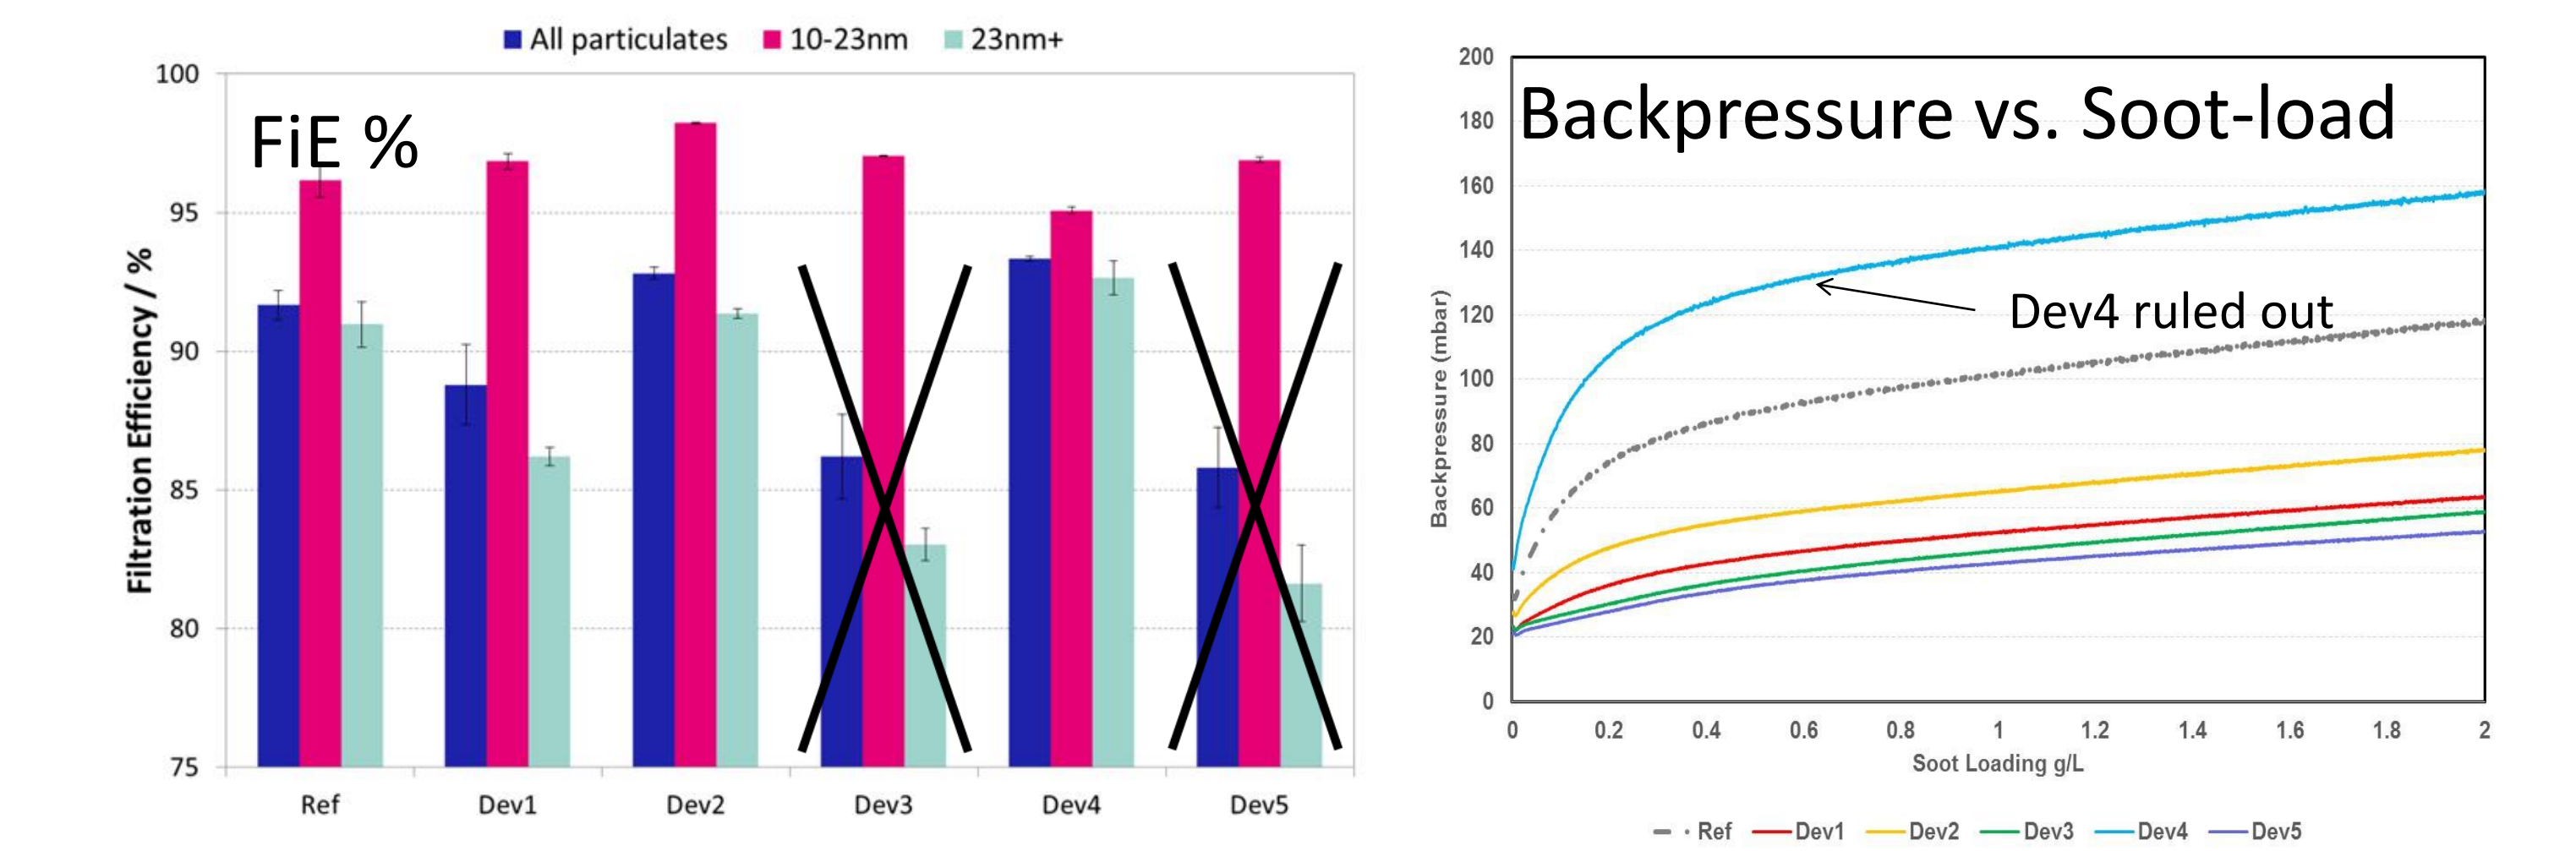 All particulates 10-23nm 23nm+
FiE %
Filtration Efficiency / %
100
95
90
85
80
75
Ref Dev1 Dev2 Dev3 Dev4 Dev5
Backpressure vs. Soot-load
Dev4 ruled out
Backpressure (mbar)
200
180
160
140
120
100
80
60
40
20
0
0 0.2 0.4 0.6 0.8 1 1.2 1.4 1.6 1.8 2
Soot Loading g/L
Ref Dev1 Dev2 Dev3 Dev4 Dev5